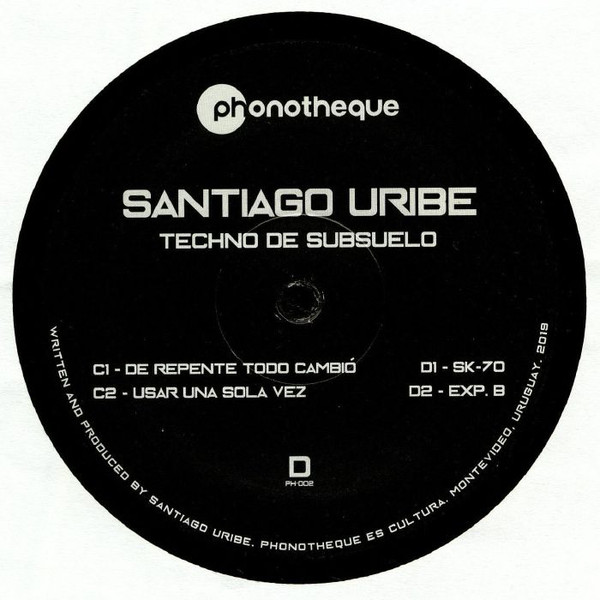 phonotheque
SANTIAGO URIBE
TECHNO DE SUBSUELO
C1 - DE REPENTE TODO CAMBIÓ
C2 - USAR UNA SOLA VEZ
D1 - SK-70
D2 - EXP. B
D
PH-002
WRITTEN AND PRODUCED BY SANTIAGO URIBE. PHONOTHEQUE ES CULTURA. MONTEVIDEO, URUGUAY. 2019